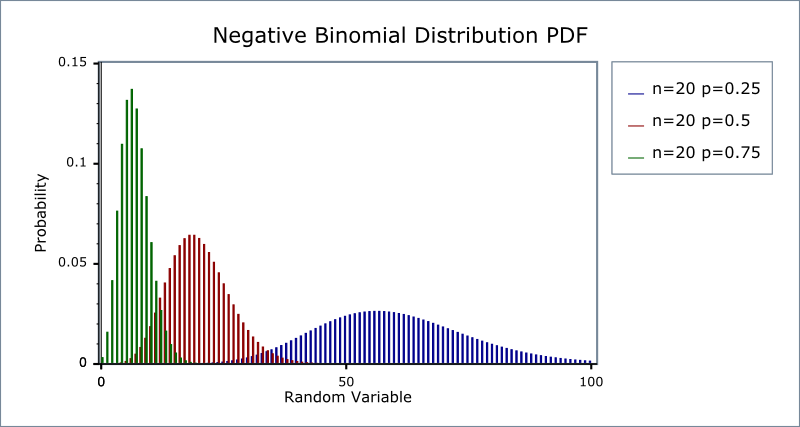 Negative Binomial Distribution PDF
0.15
0.1
0.05
0
Probability
0
50
100
Random Variable
n=20 p=0.25
n=20 p=0.5
n=20 p=0.75